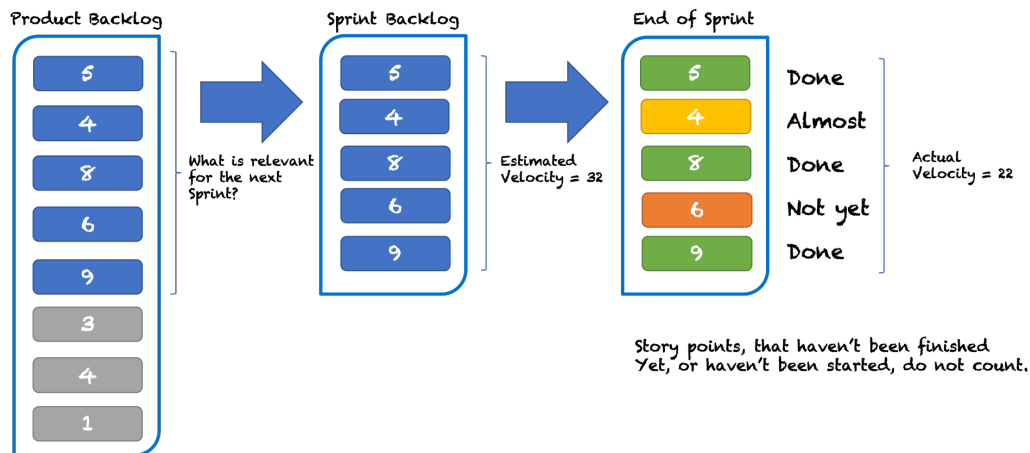 Product Backlog
5
4
8
6
9
3
4
1
What is relevant
for the next
Sprint?
Sprint Backlog
5
4
8
6
9
Estimated
Velocity = 32
End of Sprint
5
Done
4
Almost
8
Done
6
Not yet
9
Done
Actual
Velocity = 22
Story points, that haven't been finished
Yet, or haven't been started, do not count.